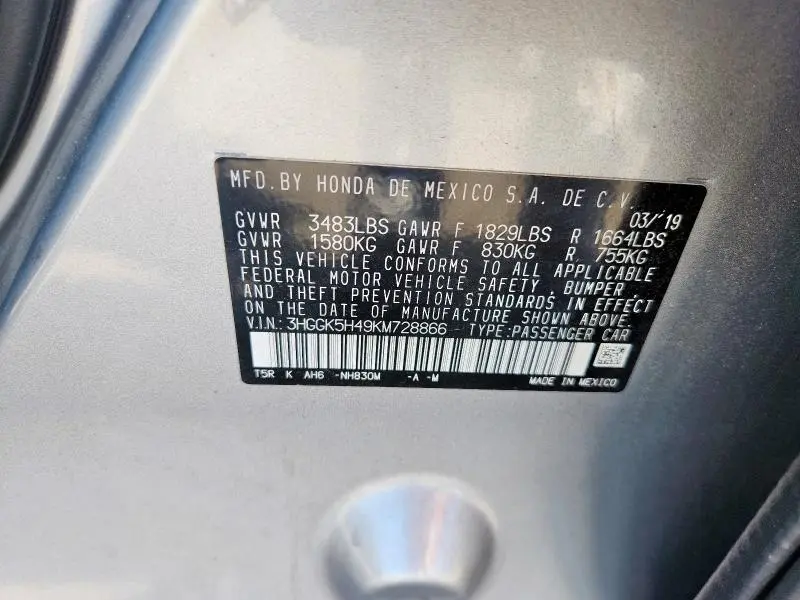 MFD. BY HONDA DE MEXICO S.A. DE C.V.
03/'19
GVWR 3483LBS GAWR F 1829LBS R 1664LBS
GVWR 1580KG GAWR F 830KG R 755KG
THIS VEHICLE CONFORMS TO ALL APPLICABLE
FEDERAL MOTOR VEHICLE SAFETY, BUMPER
AND THEFT PREVENTION STANDARDS IN EFFECT
ON THE DATE OF MANUFACTURE SHOWN ABOVE.
V.I.N.: 3HGGK5H49KM728866 TYPE:PASSENGER CAR
T5R K AH6 -NH830M -A -M
MADE IN MEXICO